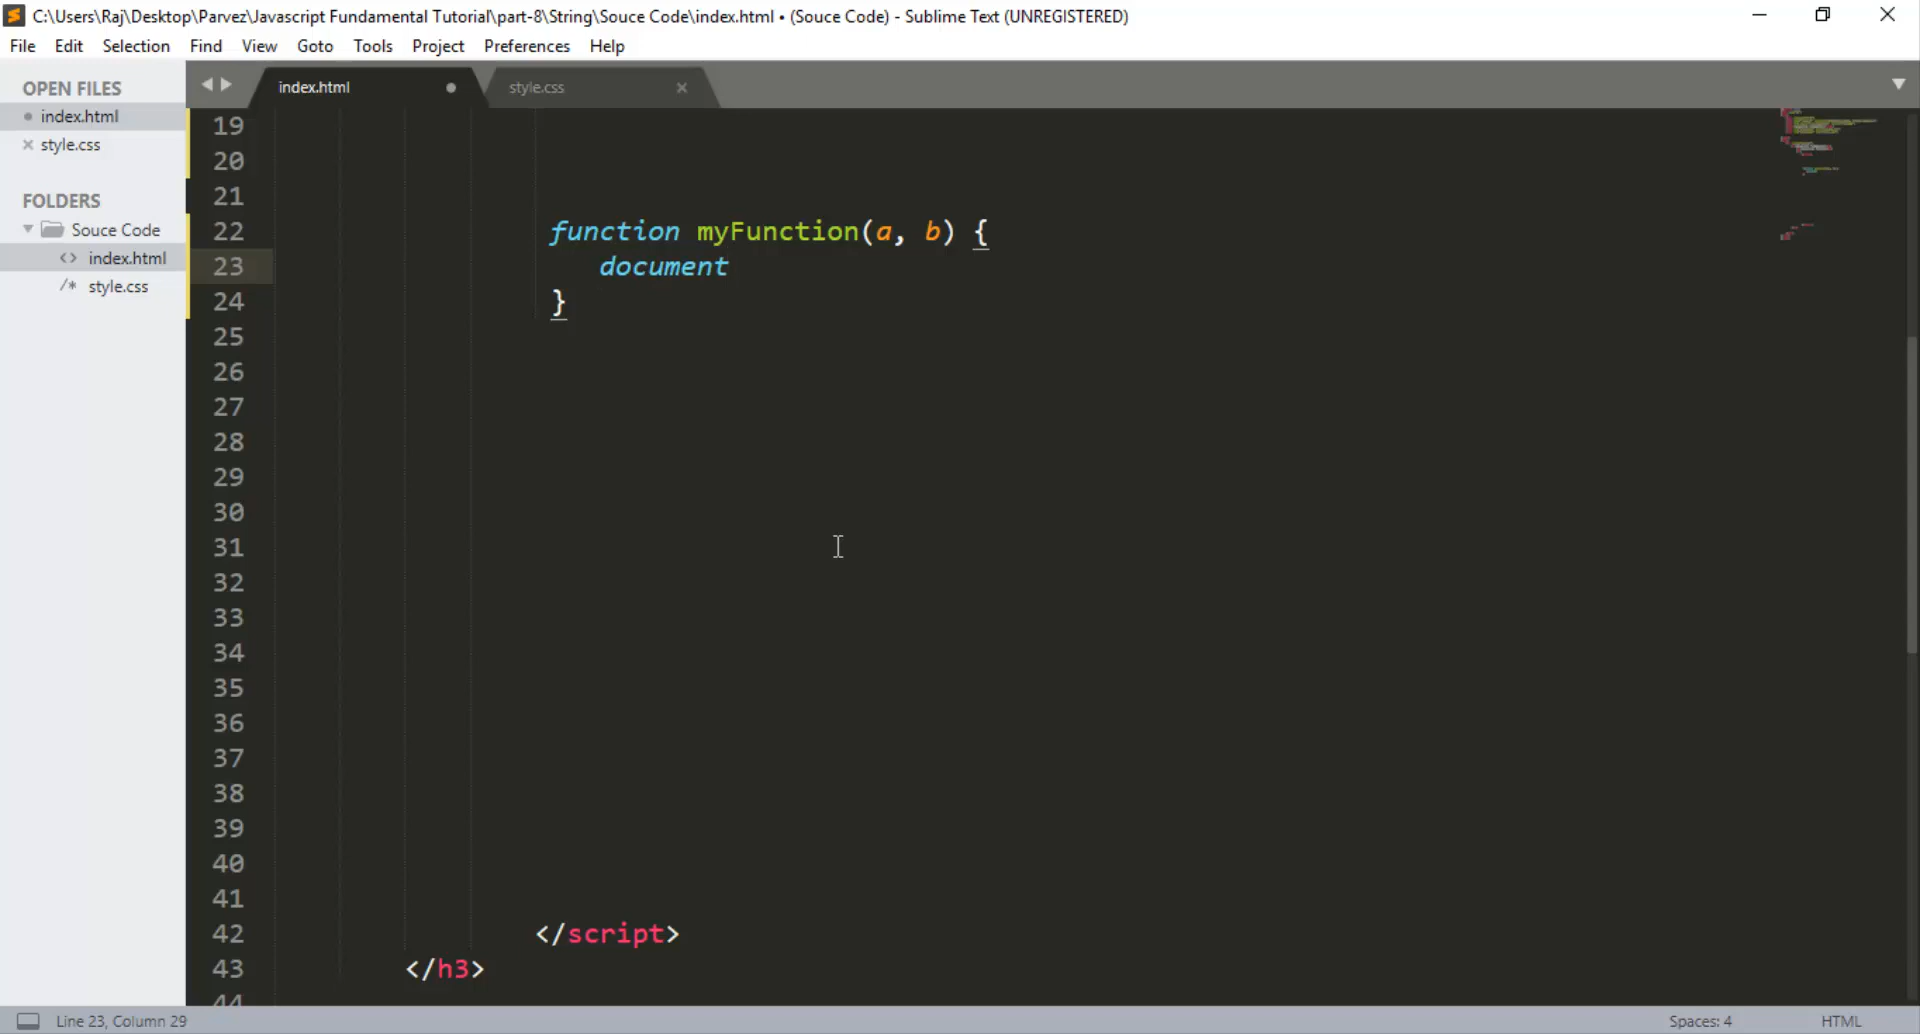 C:\Users\Raj\Desktop\Parvez\Javascript Fundamental Tutorial\part-8\String\Souce Code\index.html • (Souce Code) - Sublime Text (UNREGISTERED)
File Edit Selection Find View Goto Tools Project Preferences Help
OPEN FILES
index.html
style.css
FOLDERS
Souce Code
<> index.html
/* style.css
index.html style.css
19
20
21
22 function myFunction(a, b) {
23 document
24 }
25
26
27
28
29
30
31
32
33
34
35
36
37
38
39
40
41
42 </script>
43 </h3>
44
Line 23, Column 29 Spaces: 4 HTML